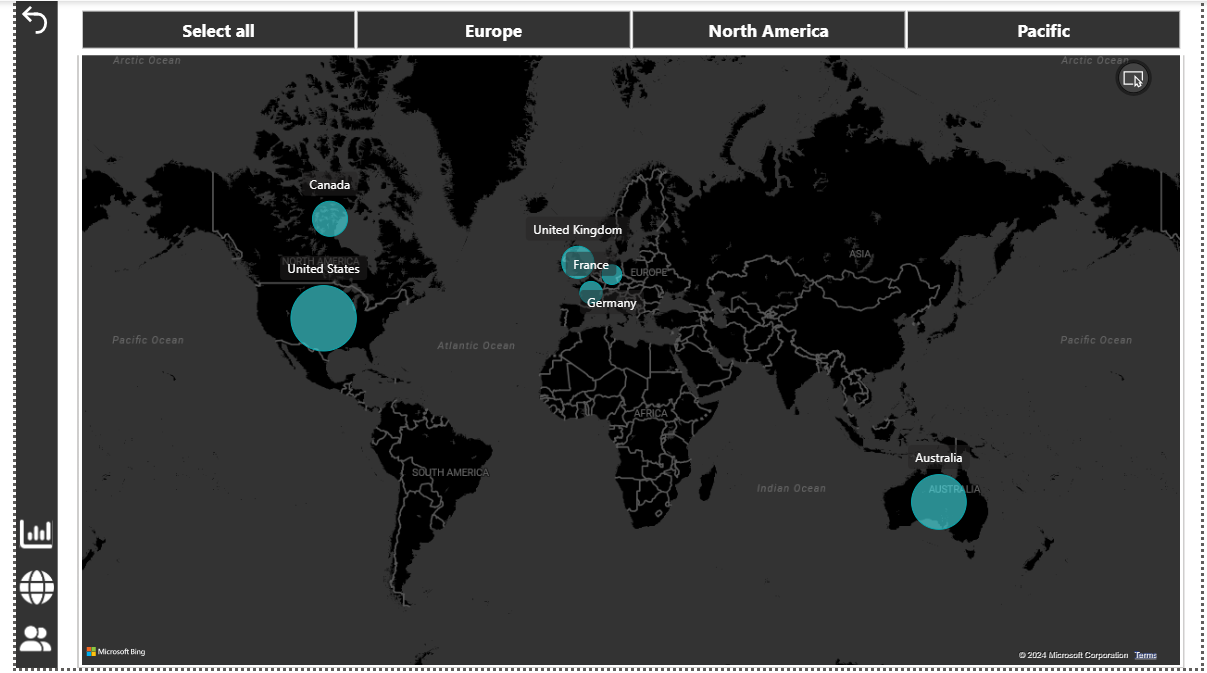 Select all
Europe
North America
Pacific
Arctic Ocean
Arctic Ocean
Canada
United Kingdom
ASIA
NORTH AMERICA
United States
France
EUROPE
Germany
Pacific Ocean
Atlantic Ocean
Pacific Ocean
AFRICA
Australia
SOUTH AMERICA
Indian Ocean
AUSTRALIA
Microsoft Bing
© 2024 Microsoft Corporation Terms